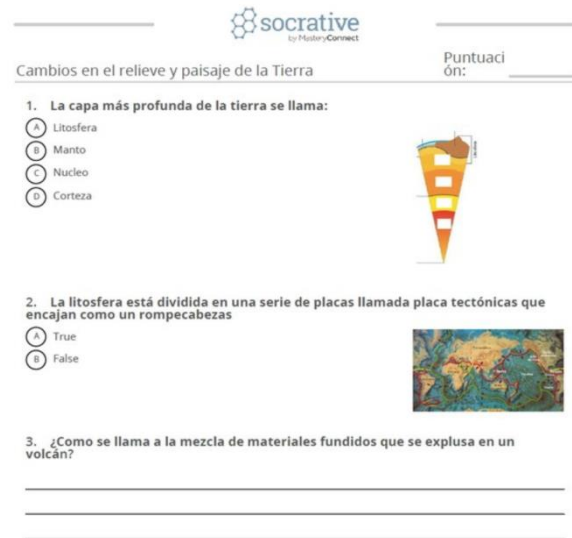 socrative
by MasteryConnect
Puntuaci
ón:
Cambios en el relieve y paisaje de la Tierra
1. La capa más profunda de la tierra se llama:
A Litosfera
B Manto
C Nucleo
D Corteza
2. La litosfera está dividida en una serie de placas llamada placa tectónicas que
encajan como un rompecabezas
A True
B False
3. ¿Como se llama a la mezcla de materiales fundidos que se explusa en un
volcán?